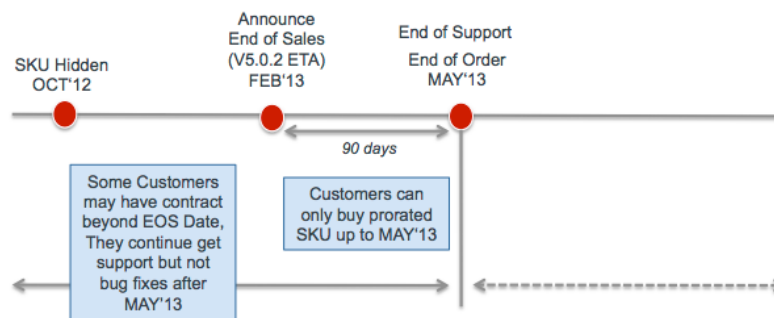 SKU Hidden
OCT'12
Announce
End of Sales
(V5.0.2 ETA)
FEB'13
End of Support
End of Order
MAY'13
90 days
Some Customers
may have contract
beyond EOS Date,
They continue get
support but not
bug fixes after
MAY'13
Customers can
only buy prorated
SKU up to MAY'13